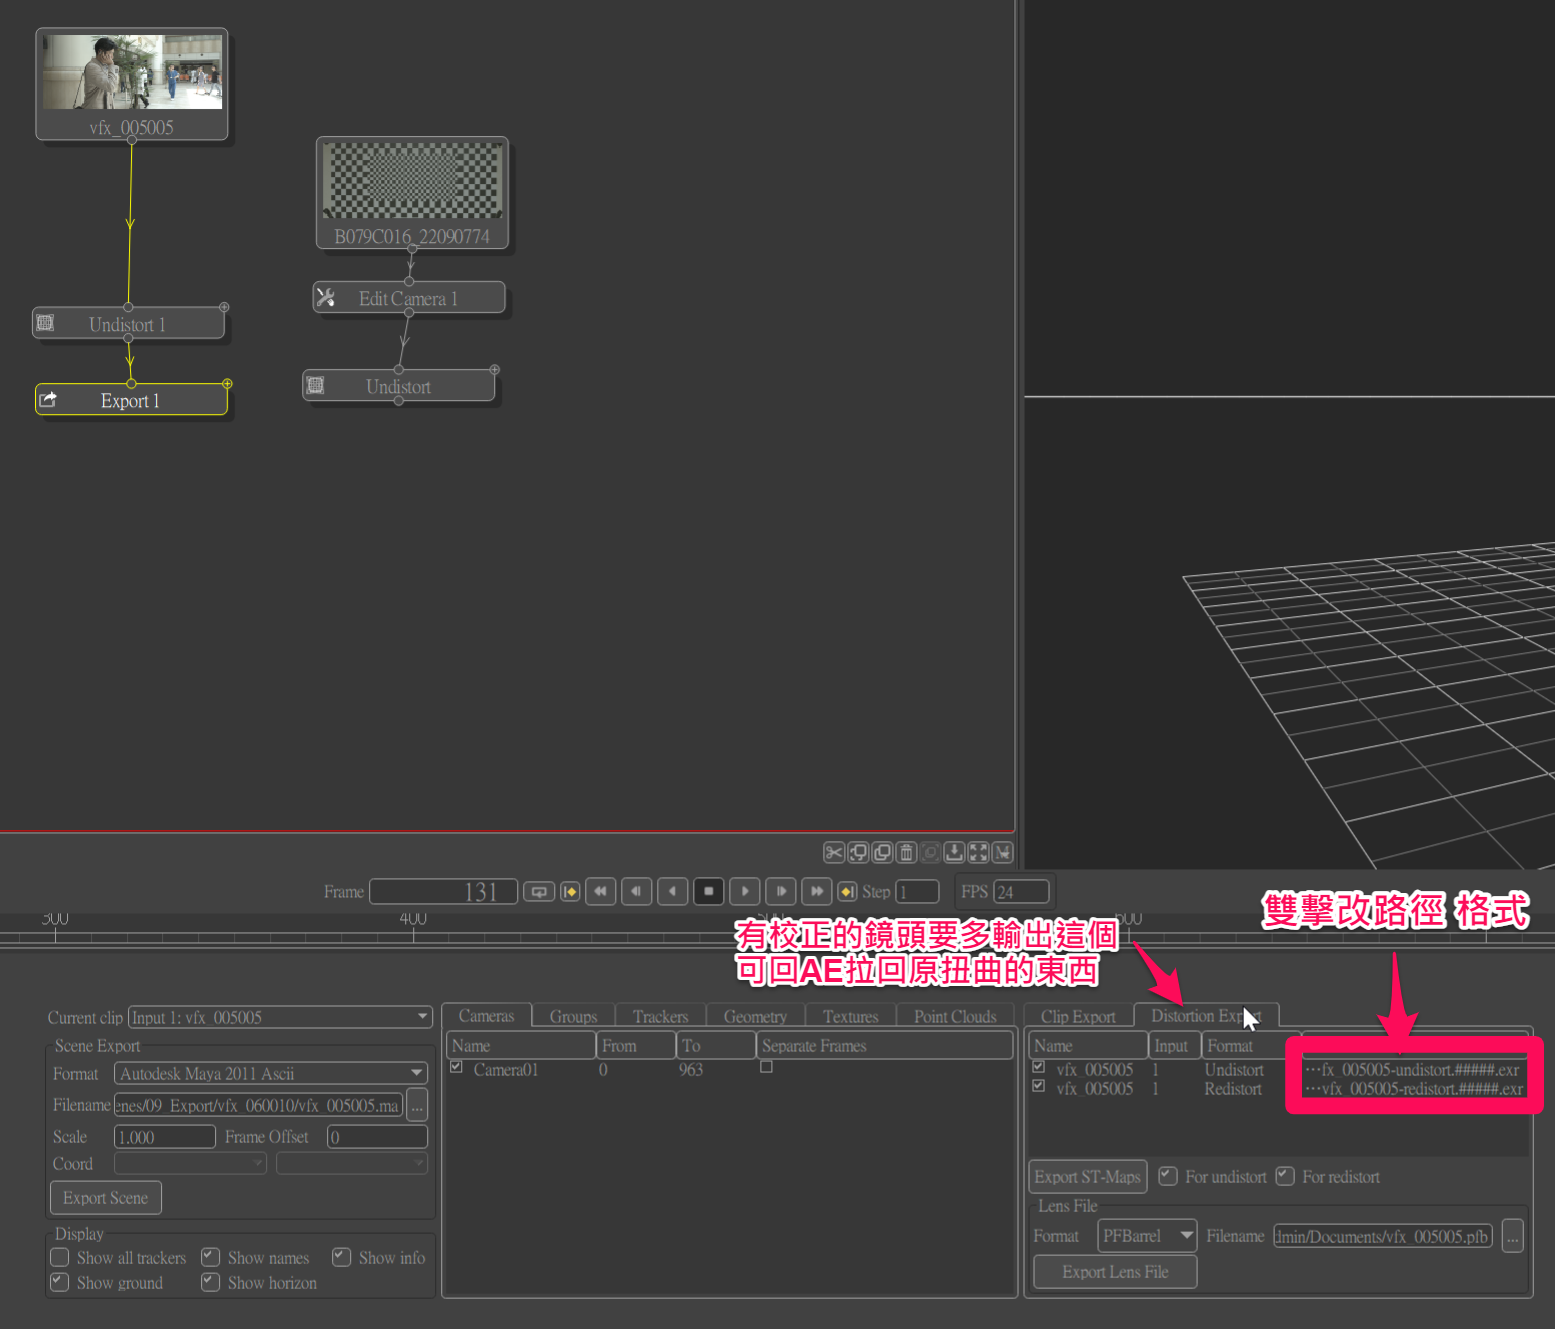 vfx_005005
B079C016_22090774
Edit Camera 1
Undistort 1
Undistort
Export 1
Frame 131 Step 1 FPS 24
雙擊改路徑 格式
300 400 500 600
有校正的鏡頭要多輸出這個
可回AE拉回原扭曲的東西
Current clip Input 1: vfx_005005
Scene Export
Format Autodesk Maya 2011 Ascii
Filename enes/09_Export/vfx_060010/vfx_005005.ma ...
Scale 1.000 Frame Offset 0
Coord
Export Scene
Display
Show all trackers Show names Show info
Show ground Show horizon
Cameras Groups Trackers Geometry Textures Point Clouds
Name From To Separate Frames
Camera01 0 963
Clip Export Distortion Export
Name Input Format
vfx_005005 1 Undistort ···fx_005005-undistort.#####.exr
vfx_005005 1 Redistort ···vfx_005005-redistort.#####.exr
Export ST-Maps For undistort For redistort
Lens File
Format PFBarrel Filename dmin/Documents/vfx_005005.pfb ...
Export Lens File